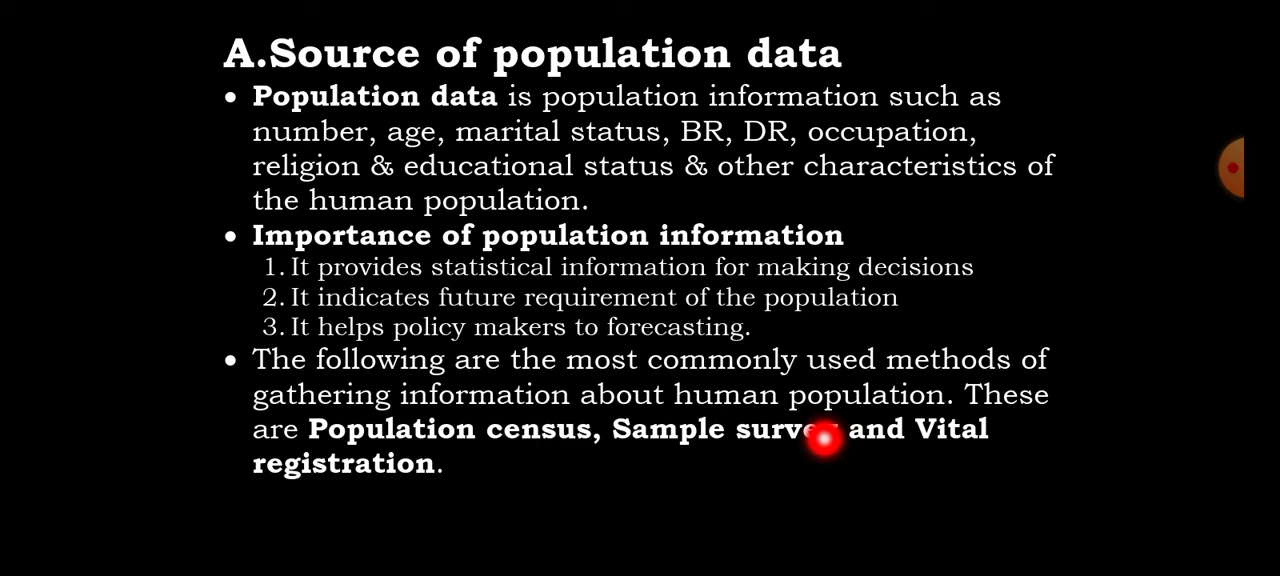 A.Source of population data
• Population data is population information such as
number, age, marital status, BR, DR, occupation,
religion & educational status & other characteristics of
the human population.
• Importance of population information
1. It provides statistical information for making decisions
2. It indicates future requirement of the population
3. It helps policy makers to forecasting.
• The following are the most commonly used methods of
gathering information about human population. These
are Population census, Sample survey and Vital
registration.